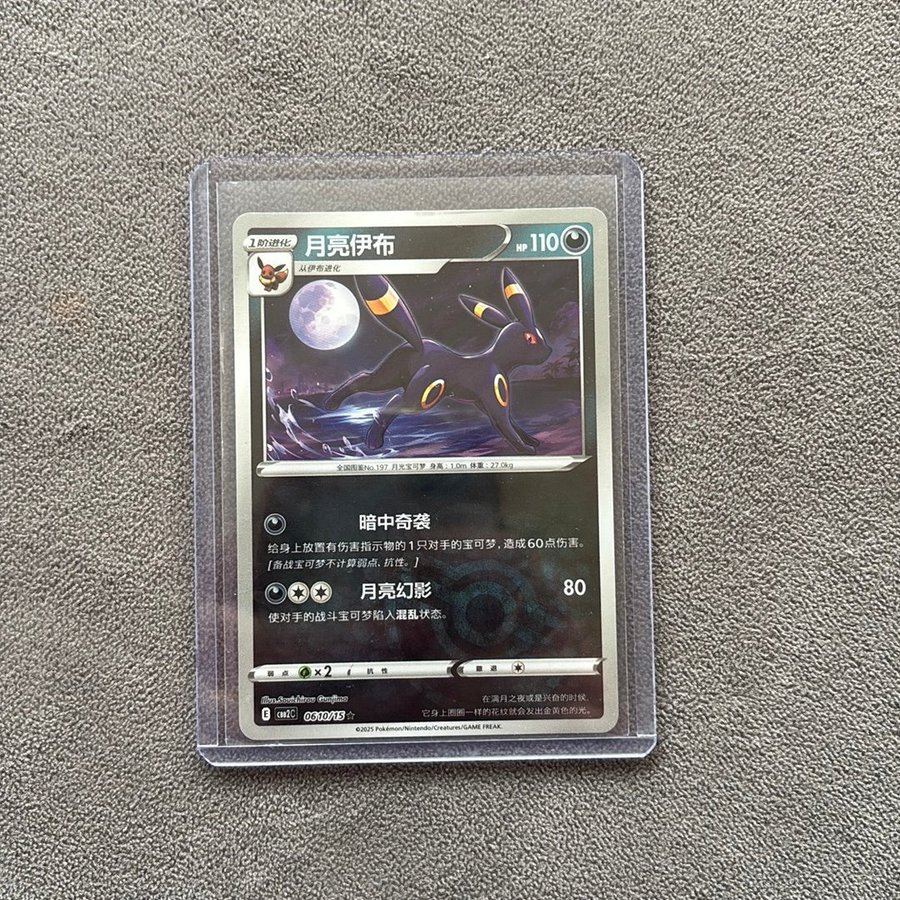 1阶进化
月亮伊布
HP 110
从伊布进化
全国图鉴No.197 月光宝可梦 身高：1.0m 体重：27.0kg
暗中奇袭
给身上放置有伤害指示物的1只对手的宝可梦，造成60点伤害。
[备战宝可梦不计算弱点、抗性。]
月亮幻影 80
使对手的战斗宝可梦陷入混乱状态。
弱点 ×2 抗性 撤退
Illus.Souichirou Gunjima
在满月之夜或是兴奋的时候，
它身上圈圈一样的花纹就会发出金黄色的光。
E CBB2C 0610/15 ☆
©2025 Pokémon/Nintendo/Creatures/GAME FREAK.